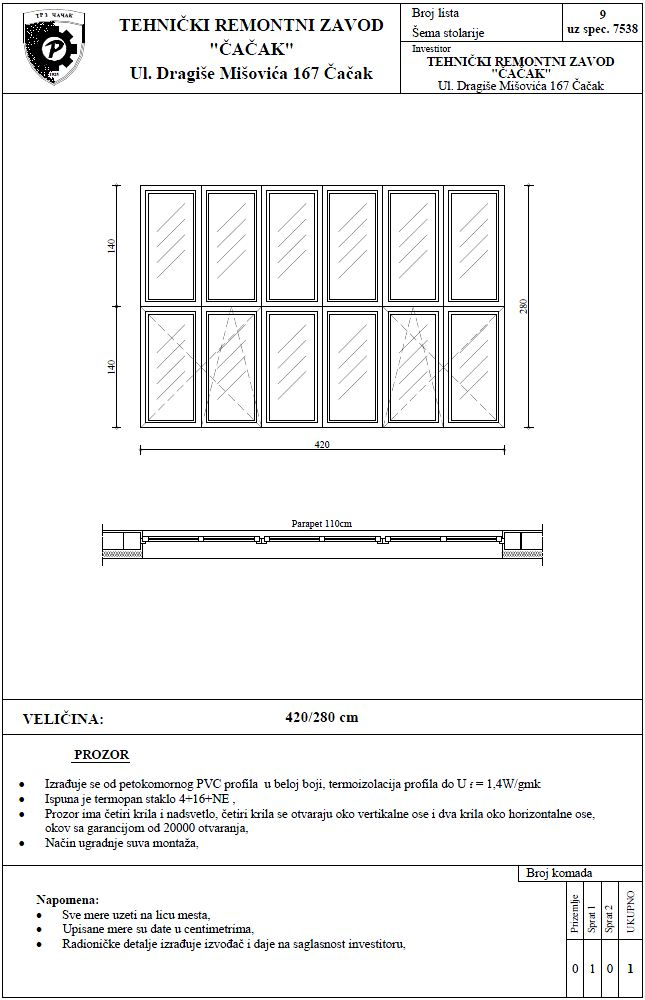 ТРЗ ЧАЧАК
TEHNIČKI REMONTNI ZAVOD
"ČAČAK"
Ul. Dragiše Mišovića 167 Čačak
Broj lista
9
Šema stolarije
uz spec. 7538
Investitor
TEHNIČKI REMONTNI ZAVOD
"ČAČAK"
Ul. Dragiše Mišovića 167 Čačak
140
140
280
420
Parapet 110cm
VELIČINA:
420/280 cm
PROZOR
• Izrađuje se od petokomornog PVC profila u beloj boji, termoizolacija profila do U f = 1,4W/gmk
• Ispuna je termopan staklo 4+16+NE ,
• Prozor ima četiri krila i nadsvetlo, četiri krila se otvaraju oko vertikalne ose i dva krila oko horizontalne ose,
okov sa garancijom od 20000 otvaranja,
• Način ugradnje suva montaža,
Broj komada
Napomena:
• Sve mere uzeti na licu mesta,
• Upisane mere su date u centimetrima,
• Radioničke detalje izrađuje izvođač i daje na saglasnost investitoru,
Prizemlje
Sprat 1
Sprat 2
UKUPNO
0 1 0 1